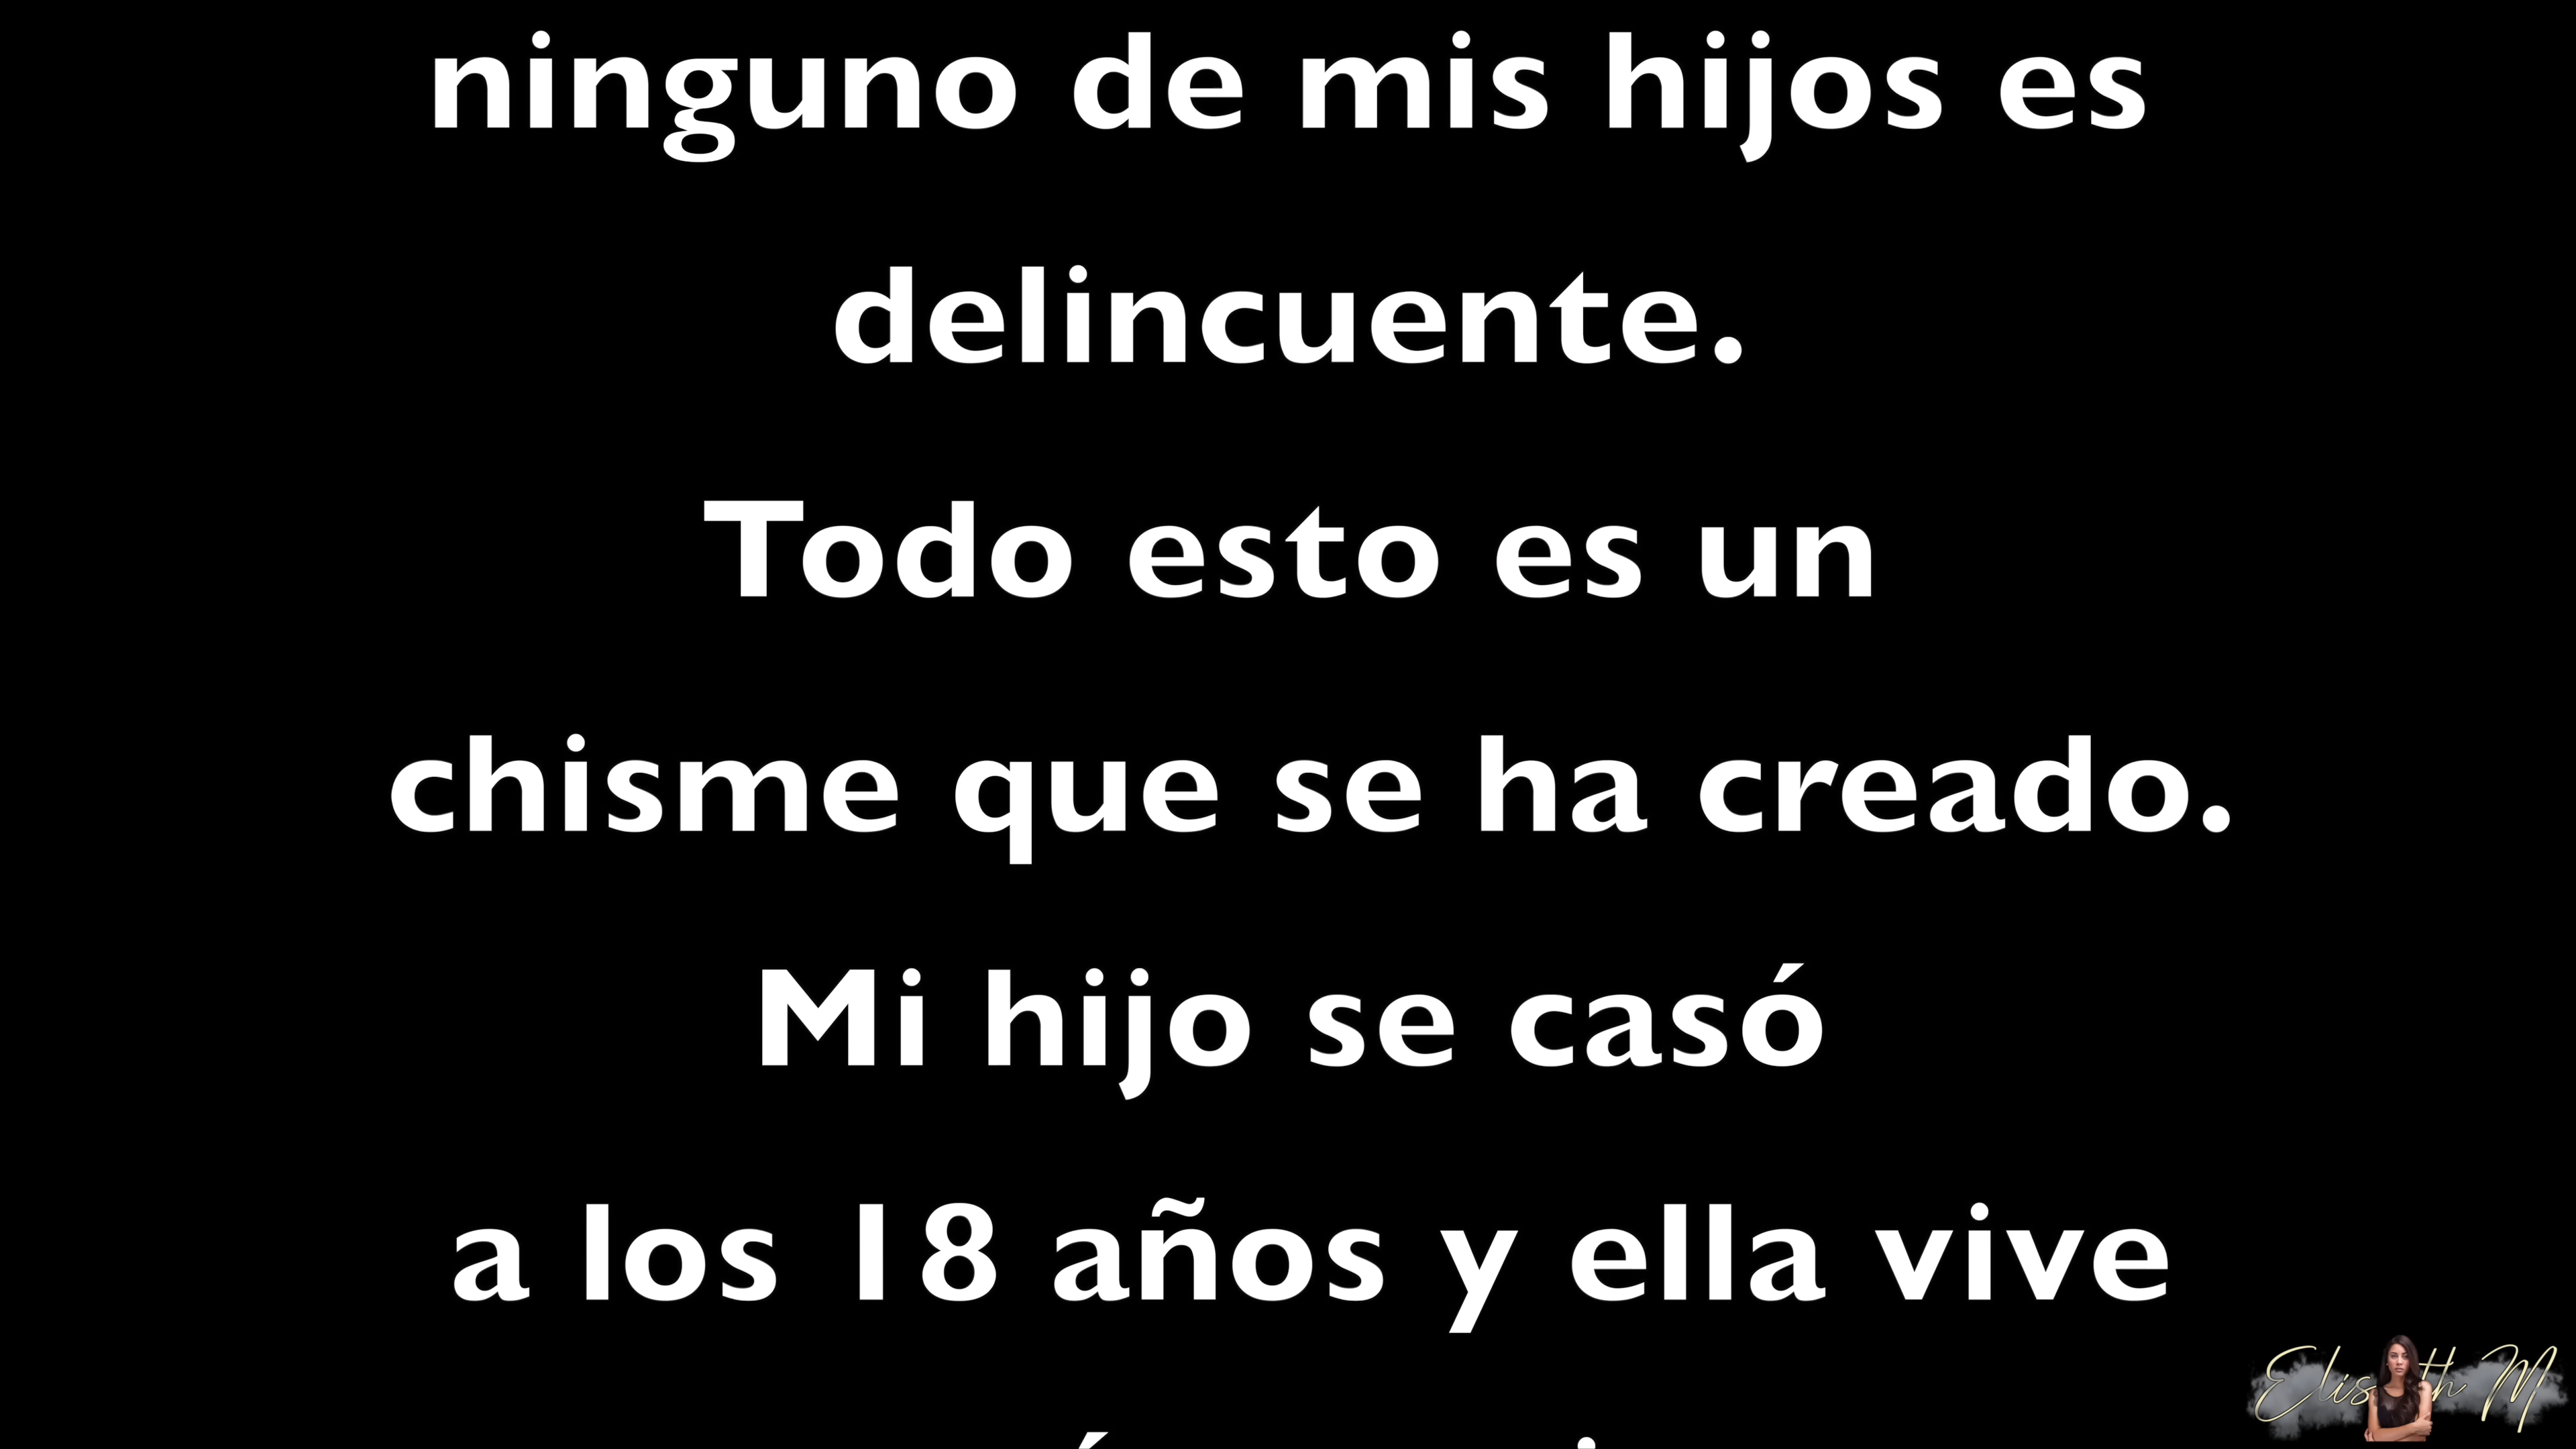 ninguno de mis hijos es
delincuente.
Todo esto es un
chisme que se ha creado.
Mi hijo se casó
a los 18 años y ella vive